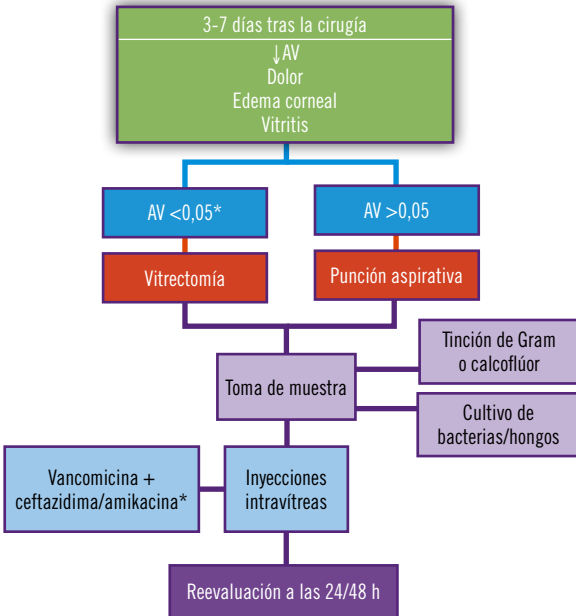 3-7 días tras la cirugía
↓AV
Dolor
Edema corneal
Vitritis
AV <0,05*
AV >0,05
Vitrectomía
Punción aspirativa
Toma de muestra
Tinción de Gram
o calcoflúor
Cultivo de
bacterias/hongos
Vancomicina +
ceftazidima/amikacina*
Inyecciones
intravítreas
Reevaluación a las 24/48 h